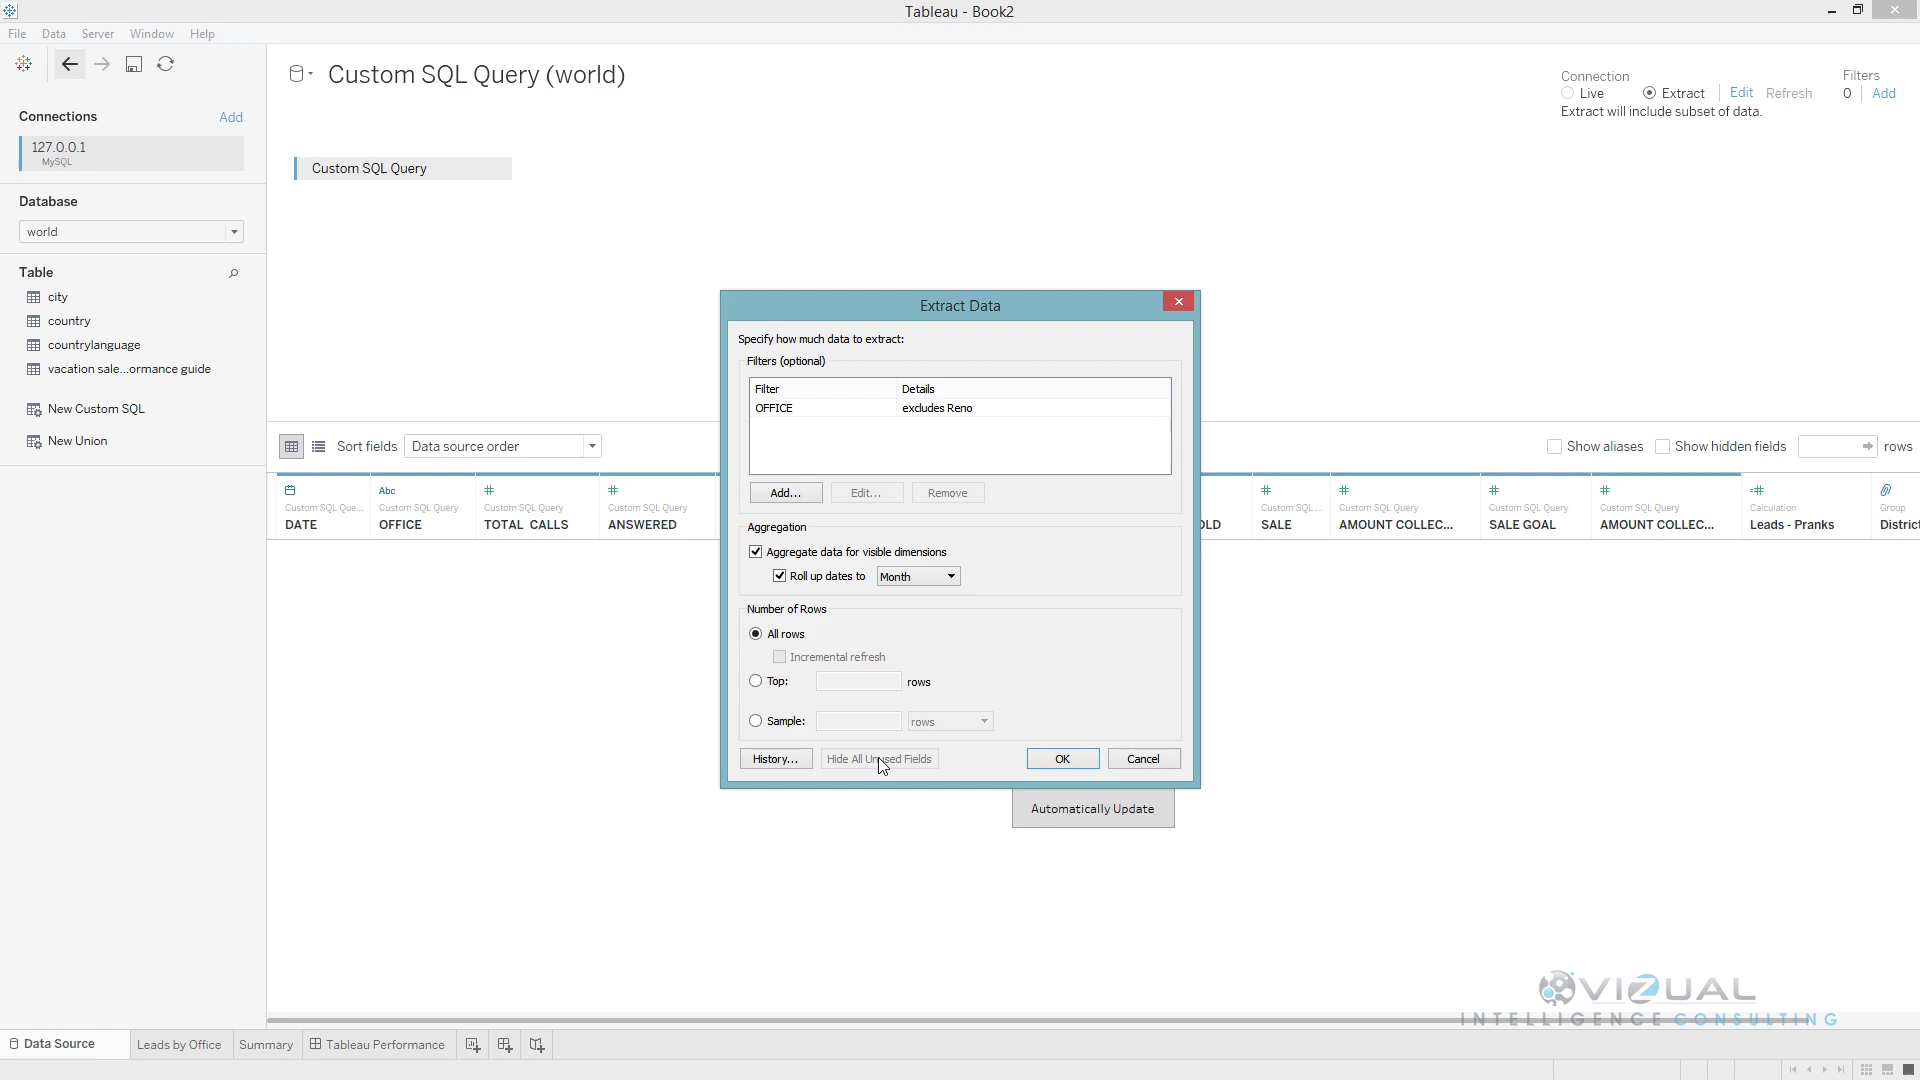 Tableau - Book2
File Data Server Window Help
Connections Add
127.0.0.1
MySQL
Database
world
Table
city
country
countrylanguage
vacation sale...ormance guide
New Custom SQL
New Union
Custom SQL Query (world)
Connection
Live Extract Edit Refresh
Extract will include subset of data.
Filters
0 Add
Custom SQL Query
Sort fields Data source order
Show aliases Show hidden fields rows
Custom SQL Que...
DATE
Abc
Custom SQL Query
OFFICE
#
Custom SQL Query
TOTAL CALLS
#
Custom SQL Query
ANSWERED
OLD
#
Custom SQL ...
SALE
#
Custom SQL Query
AMOUNT COLLEC...
#
Custom SQL Query
SALE GOAL
#
Custom SQL Query
AMOUNT COLLEC...
=#
Calculation
Leads - Pranks
Group
District
Extract Data
Specify how much data to extract:
Filters (optional)
Filter Details
OFFICE excludes Reno
Add... Edit... Remove
Aggregation
Aggregate data for visible dimensions
Roll up dates to Month
Number of Rows
All rows
Incremental refresh
Top: rows
Sample: rows
History... Hide All Unused Fields OK Cancel
Automatically Update
VIZUAL
INTELLIGENCE CONSULTING
Data Source Leads by Office Summary Tableau Performance